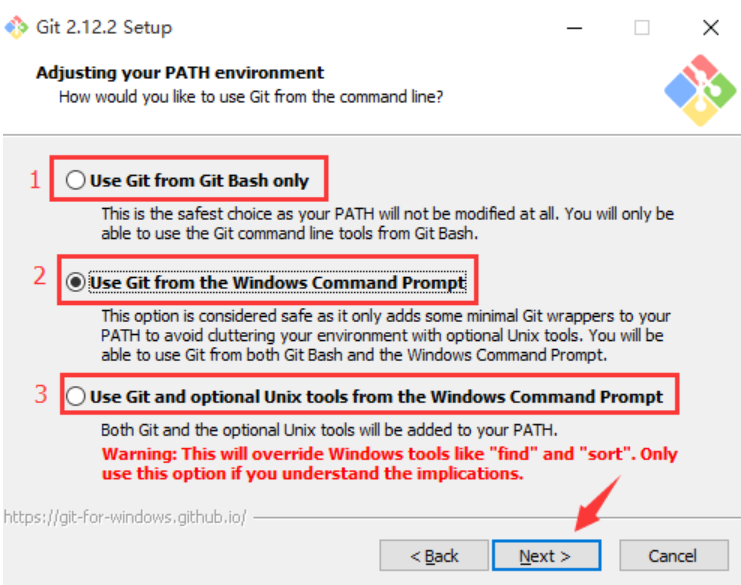 Git 2.12.2 Setup
Adjusting your PATH environment
How would you like to use Git from the command line?
1 Use Git from Git Bash only
This is the safest choice as your PATH will not be modified at all. You will only be
able to use the Git command line tools from Git Bash.
2 Use Git from the Windows Command Prompt
This option is considered safe as it only adds some minimal Git wrappers to your
PATH to avoid cluttering your environment with optional Unix tools. You will be
able to use Git from both Git Bash and the Windows Command Prompt.
3 Use Git and optional Unix tools from the Windows Command Prompt
Both Git and the optional Unix tools will be added to your PATH.
Warning: This will override Windows tools like "find" and "sort". Only
use this option if you understand the implications.
https://git-for-windows.github.io/
< Back Next > Cancel